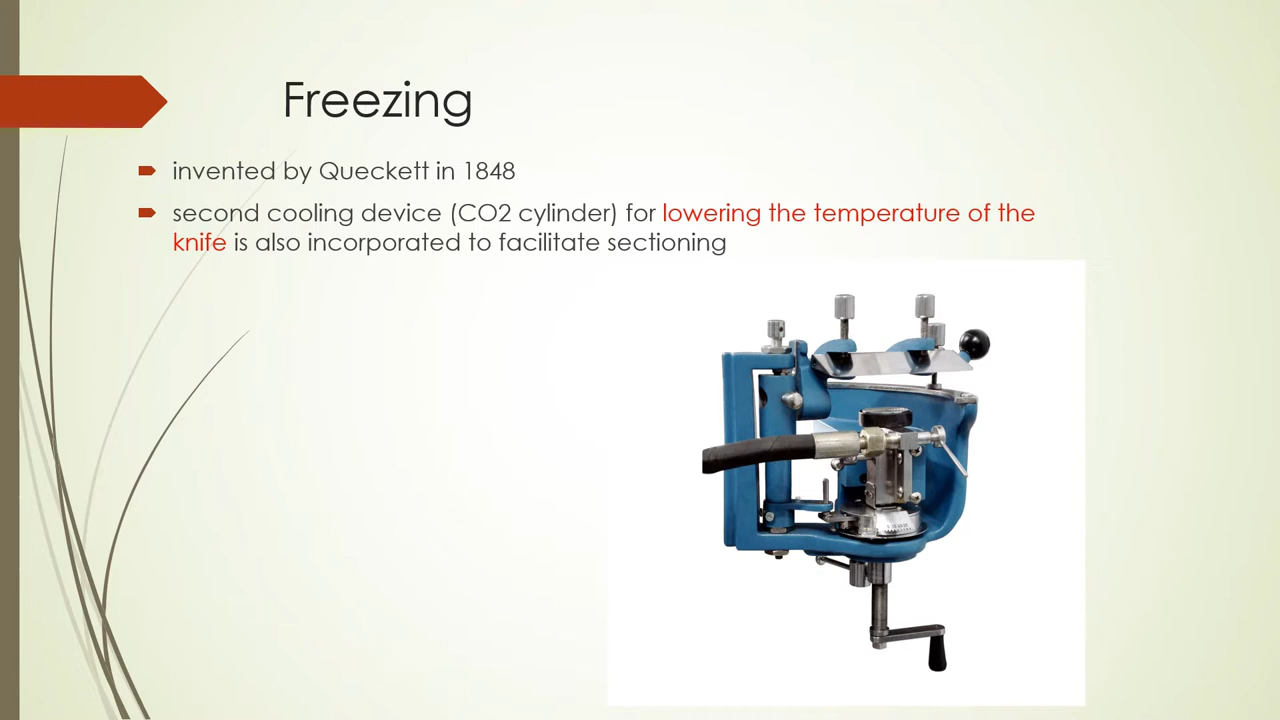 Freezing
invented by Queckett in 1848
second cooling device (CO2 cylinder) for lowering the temperature of the
knife is also incorporated to facilitate sectioning